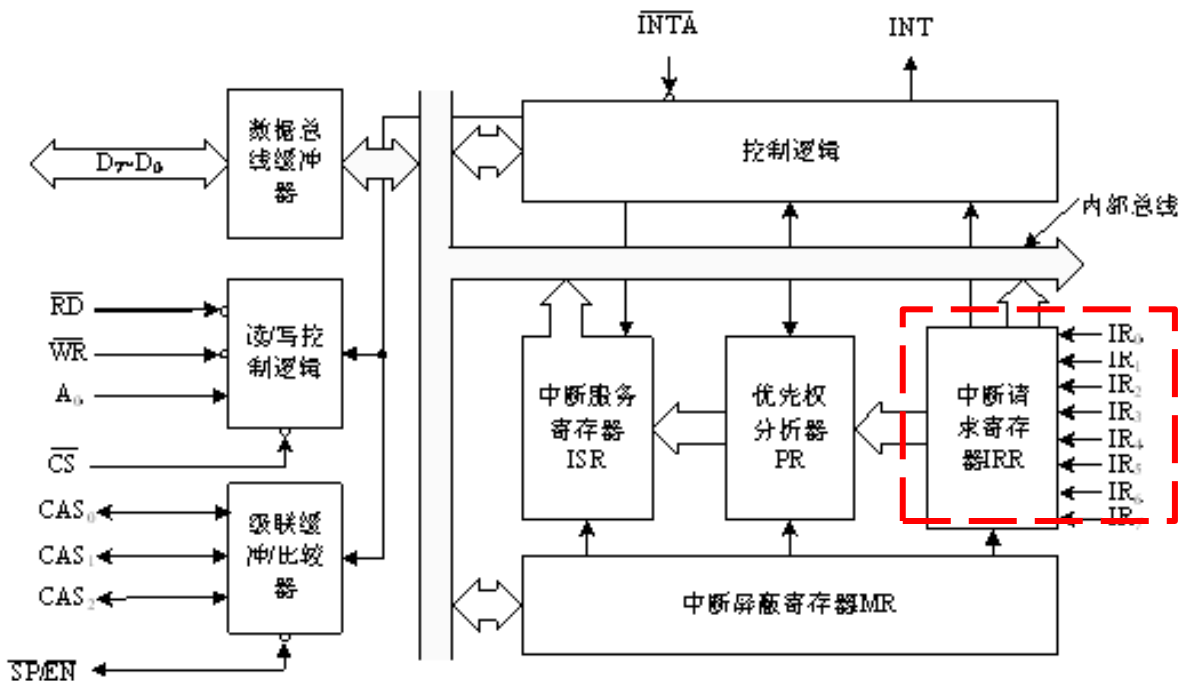 INTA INT
数据总
线缓冲
器
D7~D0
控制逻辑
内部总线
RD
WR
A0
CS
读/写控
制逻辑
中断服务
寄存器
ISR
优先权
分析器
PR
中断请
求寄存
器IRR
IR0
IR1
IR2
IR3
IR4
IR5
IR6
IR7
CAS0
CAS1
CAS2
级联缓
冲/比较
器
SP/EN
中断屏蔽寄存器IMR